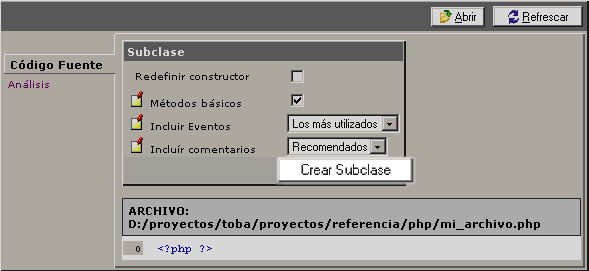 Abrir
Refrescar
Código Fuente
Análisis
Subclase
Redefinir constructor
Métodos básicos
Incluir Eventos
Los más utilizados
Incluír comentarios
Recomendados
Crear Subclase
ARCHIVO:
D:/proyectos/toba/proyectos/referencia/php/mi_archivo.php
0 <?php ?>